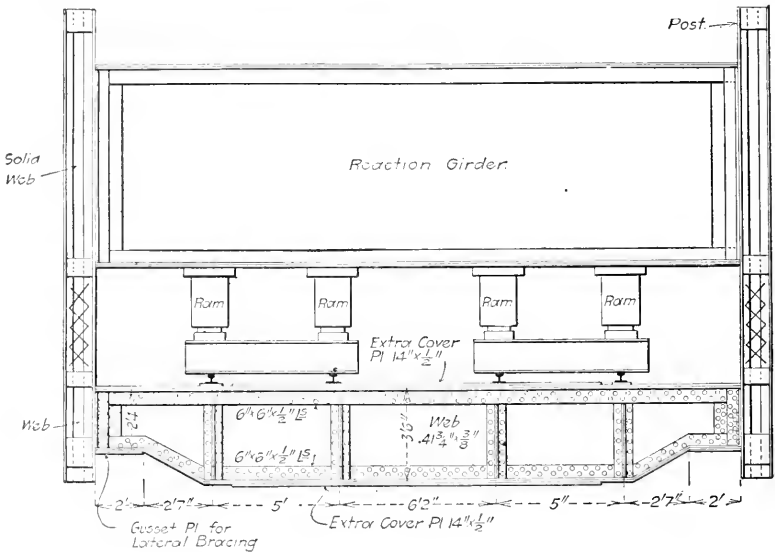 Post.
Solid
Web
Reaction Girder.
Ram
Ram
Ram
Ram
Extra Cover
Pl 14"x½"
Web
2'4"
6"x6"x½" Ls
Web
41¾"x⅜"
3'6"
6"x6"x½" Ls
2' 2'7" 5' 6'2" 5" 2'7" 2'
Gusset Pl for
Lateral Bracing
Extra Cover Pl 14"x½"